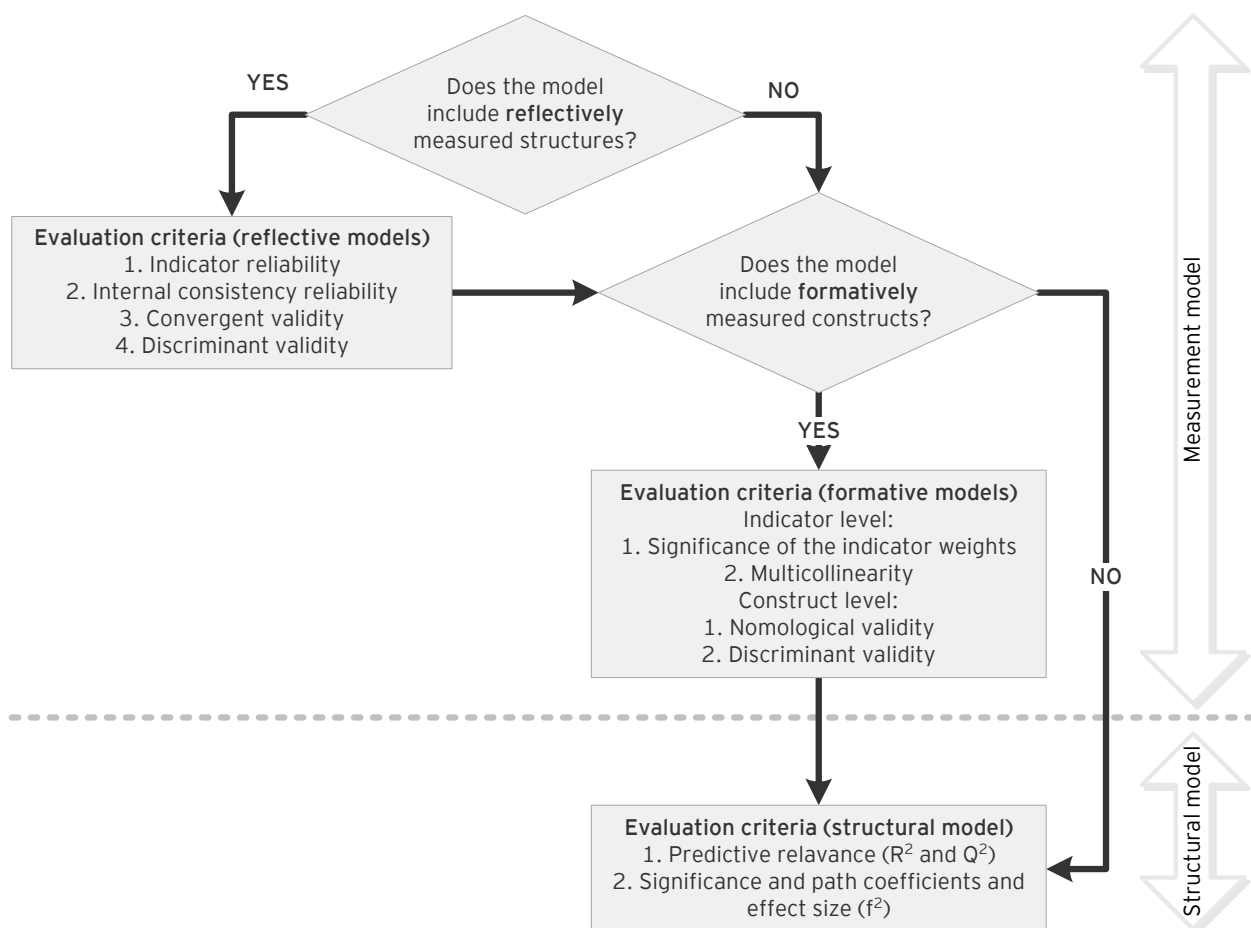 Does the model
include reflectively
measured structures?
YES
NO
Evaluation criteria (reflective models)
1. Indicator reliability
2. Internal consistency reliability
3. Convergent validity
4. Discriminant validity
Does the model
include formatively
measured constructs?
YES
NO
Evaluation criteria (formative models)
Indicator level:
1. Significance of the indicator weights
2. Multicollinearity
Construct level:
1. Nomological validity
2. Discriminant validity
Measurement model
Evaluation criteria (structural model)
1. Predictive relavance (R² and Q²)
2. Significance and path coefficients and
effect size (f²)
Structural model